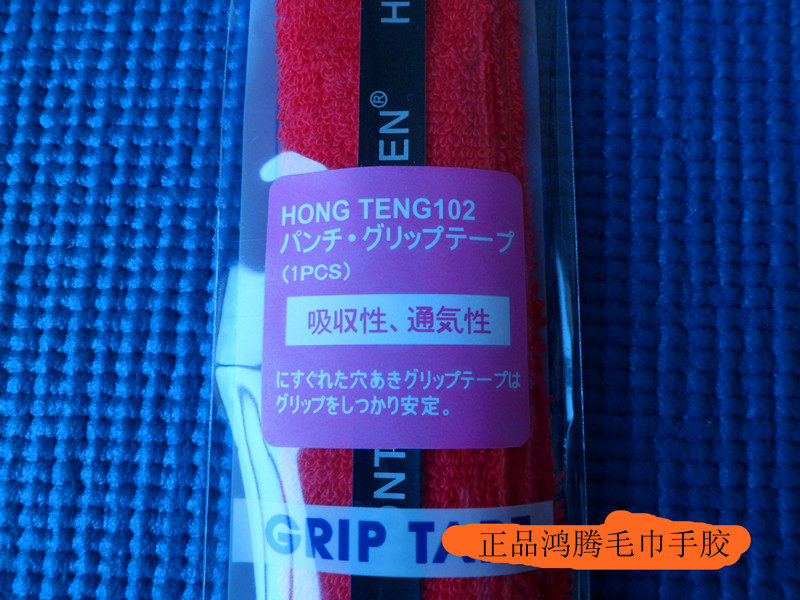 HONG TENG102
パンチ・グリップテープ
(1PCS)
吸収性、通気性
にすぐれた穴あきグリップテープは
グリップをしつかり安定。
GRIP
正品鸿腾毛巾手胶